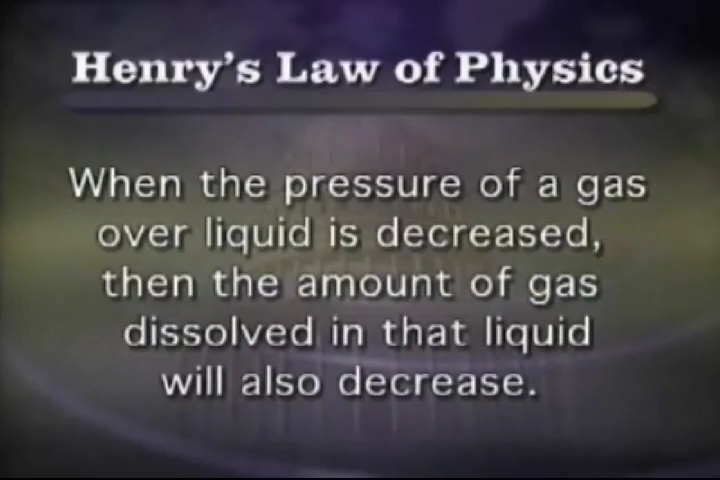 Henry's Law of Physics
When the pressure of a gas
over liquid is decreased,
then the amount of gas
dissolved in that liquid
will also decrease.